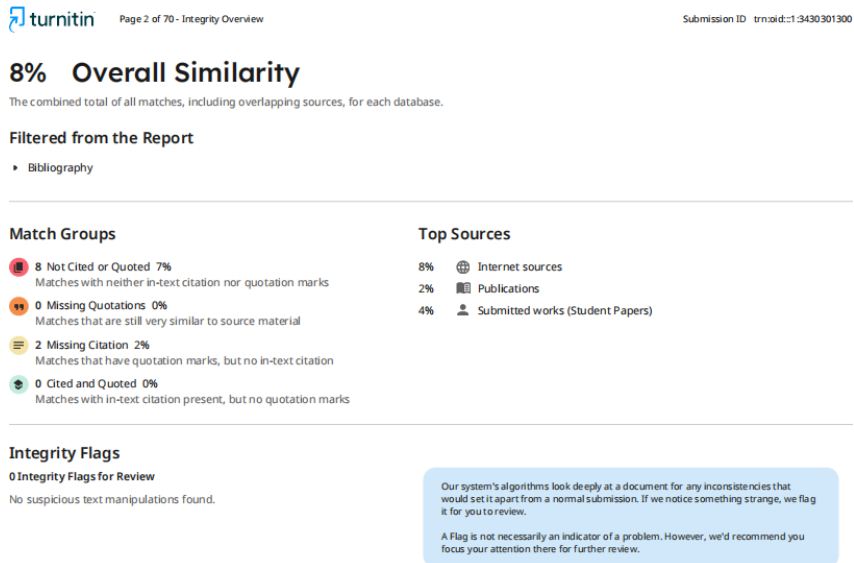 turnitin Page 2 of 70 - Integrity Overview Submission ID trn:oid:::1:3430301300
8% Overall Similarity
The combined total of all matches, including overlapping sources, for each database.
Filtered from the Report
Bibliography
Match Groups
8 Not Cited or Quoted 7%
Matches with neither in-text citation nor quotation marks
0 Missing Quotations 0%
Matches that are still very similar to source material
2 Missing Citation 2%
Matches that have quotation marks, but no in-text citation
0 Cited and Quoted 0%
Matches with in-text citation present, but no quotation marks
Top Sources
8% Internet sources
2% Publications
4% Submitted works (Student Papers)
Integrity Flags
0 Integrity Flags for Review
No suspicious text manipulations found.
Our system's algorithms look deeply at a document for any inconsistencies that
would set it apart from a normal submission. If we notice something strange, we flag
it for you to review.
A Flag is not necessarily an indicator of a problem. However, we'd recommend you
focus your attention there for further review.